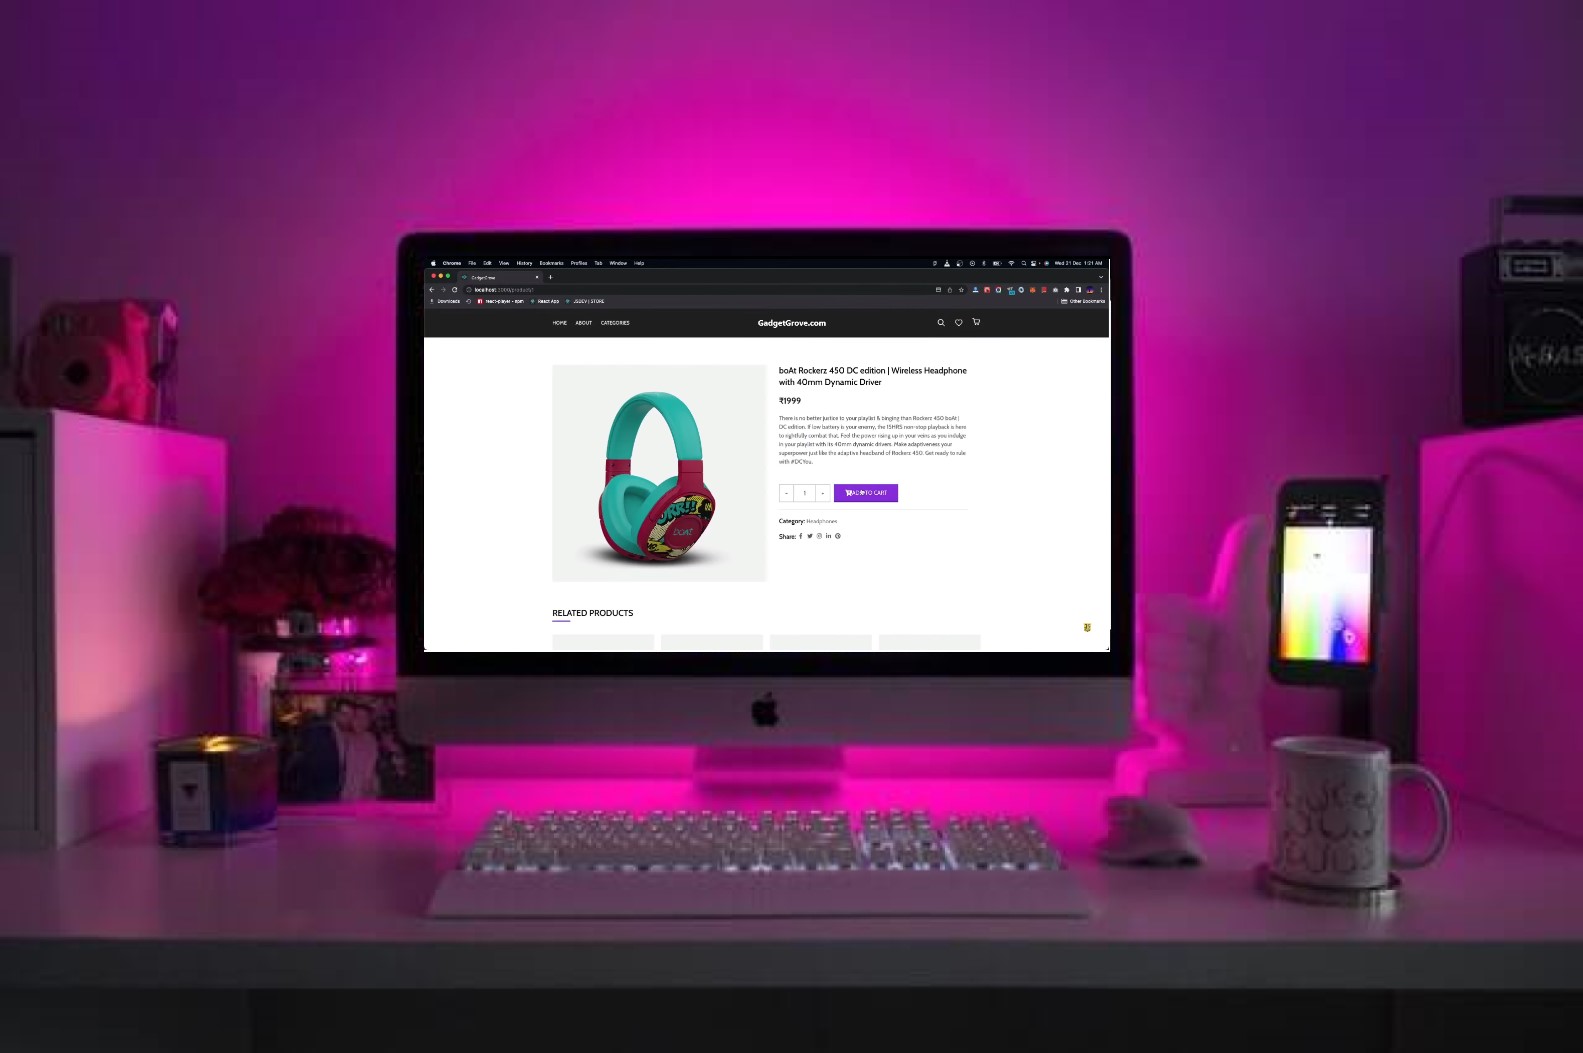 Chrome File Edit View History Bookmarks Profiles Tab Window Help
Wed 21 Dec 1:21 AM
GadgetGrove
localhost:3000/product/1
Downloads
react-player - npm
React App
JSDEV | STORE
Other Bookmarks
HOME ABOUT CATEGORIES
GadgetGrove.com
boAt Rockerz 450 DC edition | Wireless Headphone
with 40mm Dynamic Driver
₹1999
There is no better justice to your playlist & binging than Rockerz 450 boAt |
DC edition. If low battery is your enemy, the 15HRS non-stop playback is here
to rightfully combat that. Feel the power rising up in your veins as you indulge
in your playlist with its 40mm dynamic drivers. Make adaptiveness your
superpower just like the adaptive headband of Rockerz 450. Get ready to rule
with #DCYou.
- 1 +
ADD TO CART
Category: Headphones
Share:
RRR!!
boAt
RELATED PRODUCTS